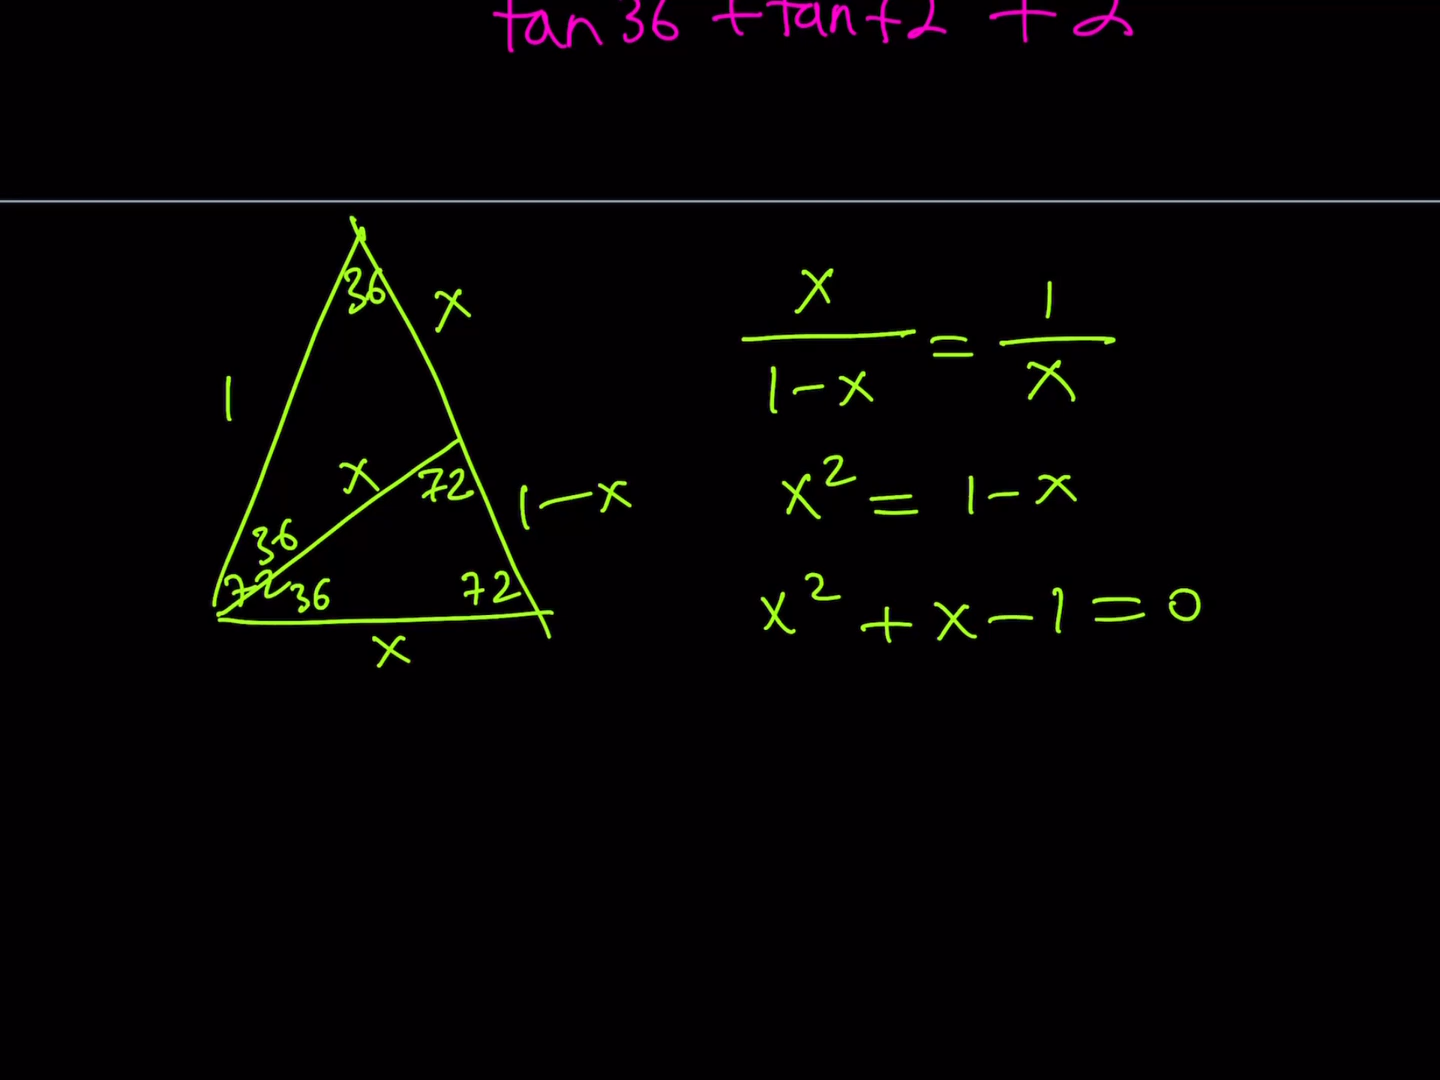 tan 36 + tan 72 + 2
36
x
1
x
72
1-x
36
72
36
72
x
x/(1-x) = 1/x
x² = 1-x
x² + x - 1 = 0